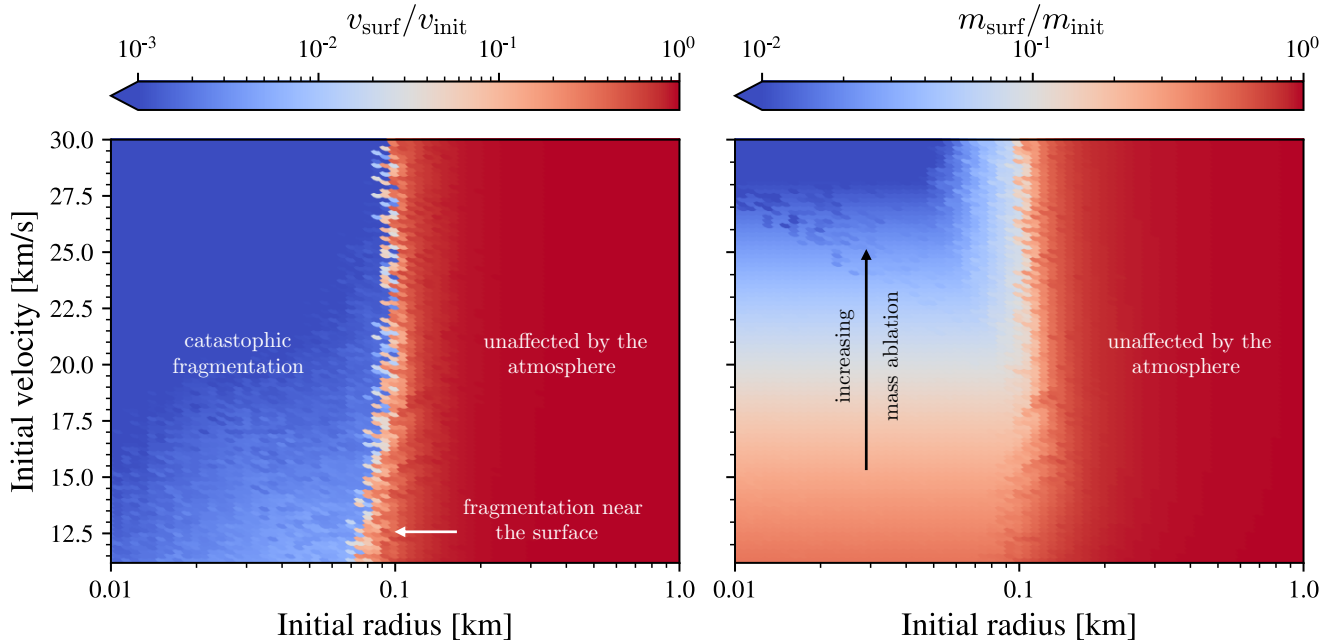 v_surf/v_init
10^-3 10^-2 10^-1 10^0
m_surf/m_init
10^-2 10^-1 10^0
Initial velocity [km/s]
30.0
27.5
25.0
22.5
20.0
17.5
15.0
12.5
catastophic
fragmentation
unaffected by the
atmosphere
fragmentation near
the surface
0.01 0.1 1.0
Initial radius [km]
increasing
mass ablation
unaffected by the
atmosphere
0.01 0.1 1.0
Initial radius [km]